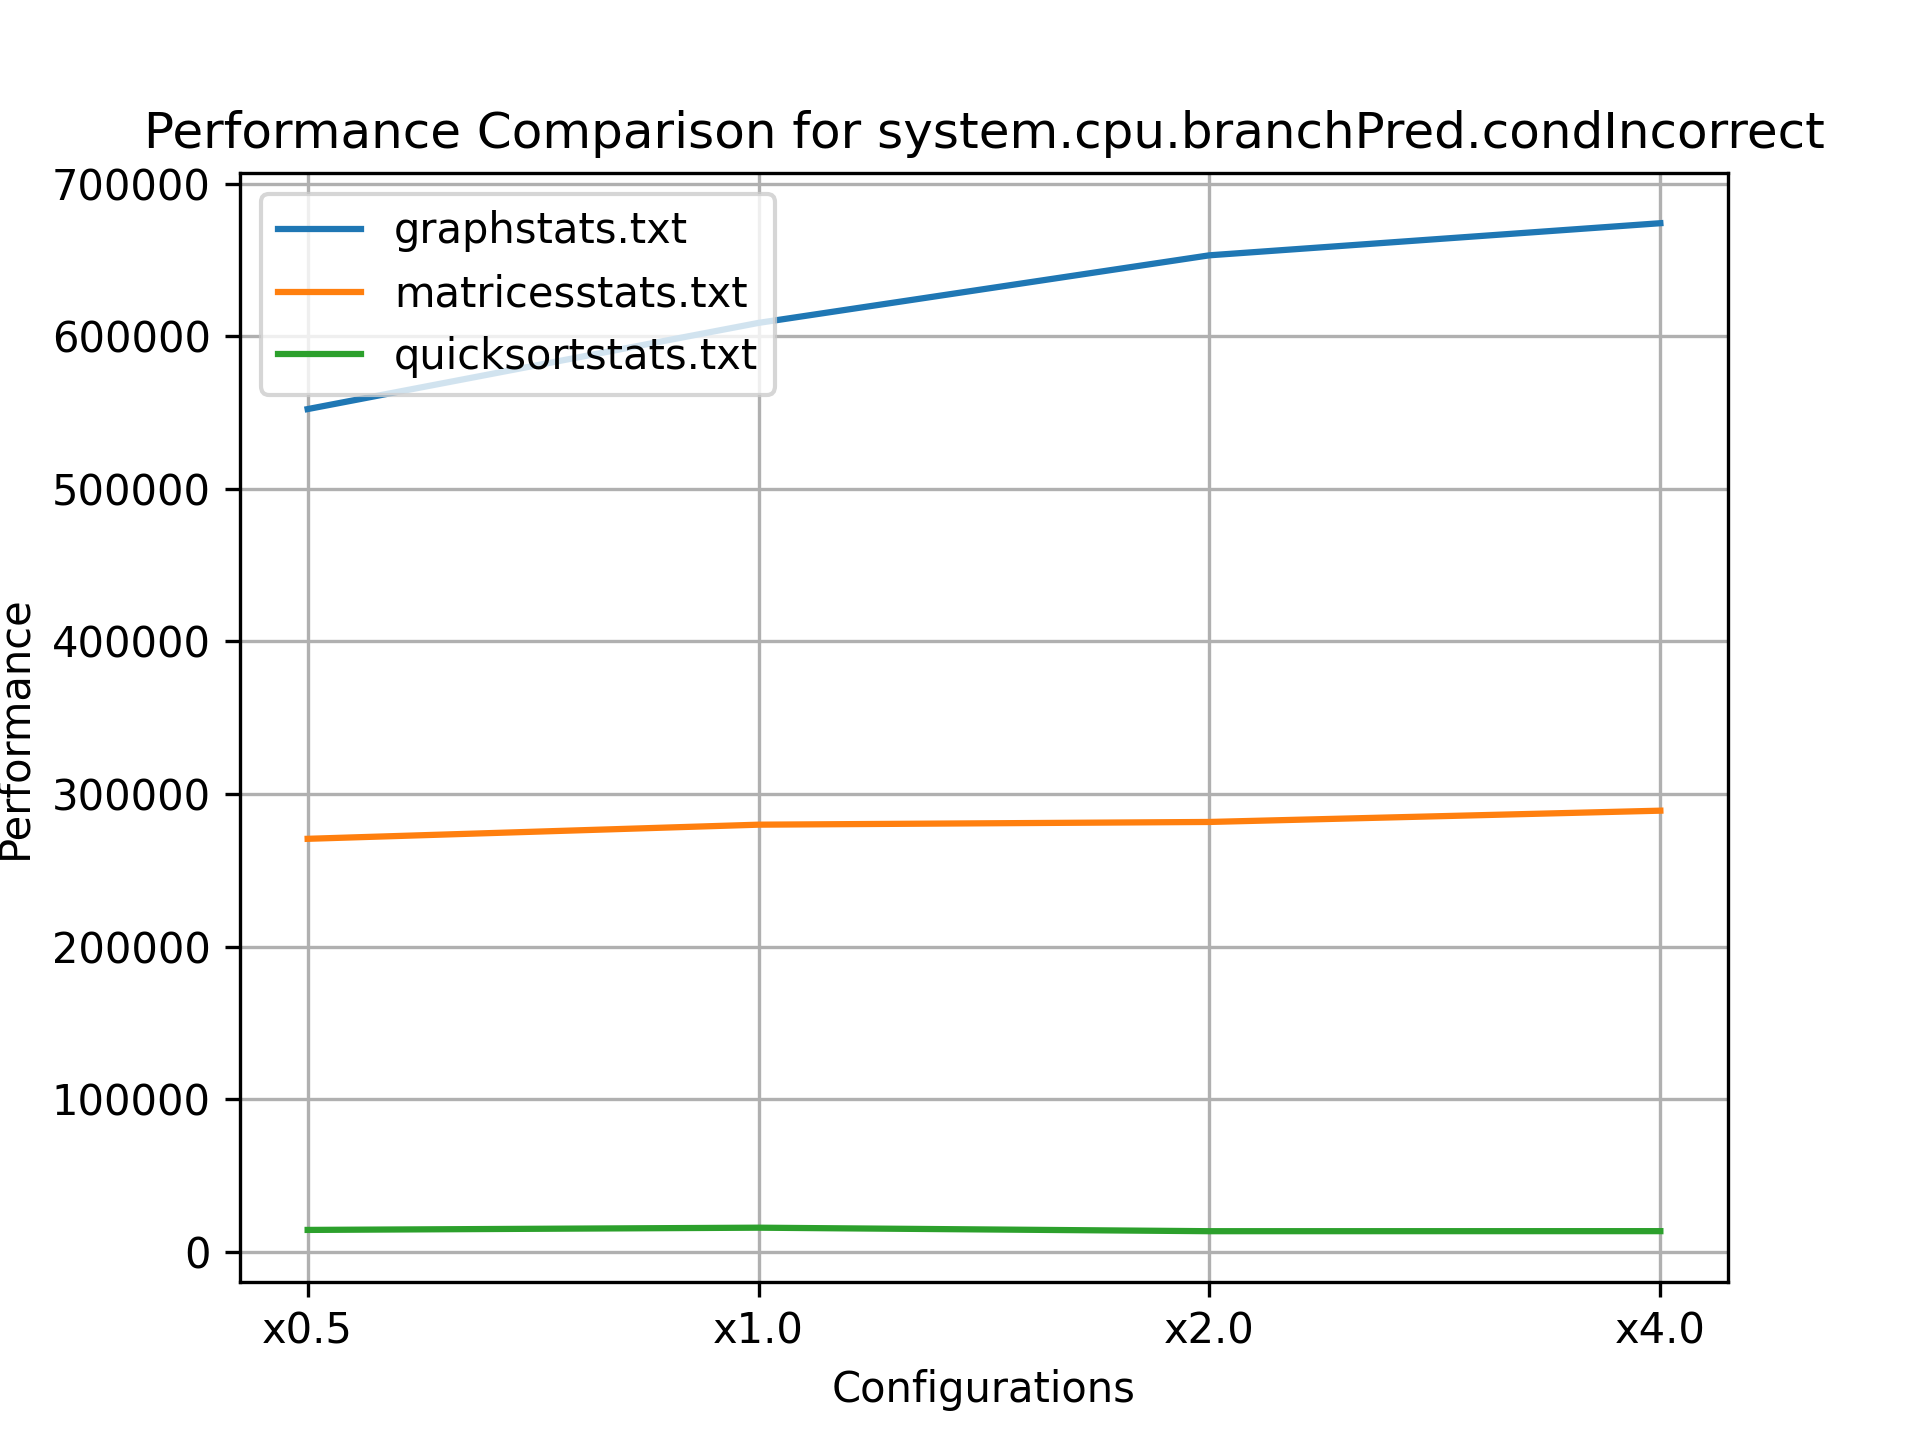 Performance Comparison for system.cpu.branchPred.condIncorrect
graphstats.txt
matricesstats.txt
quicksortstats.txt
700000
600000
500000
400000
300000
200000
100000
0
Performance
x0.5 x1.0 x2.0 x4.0
Configurations